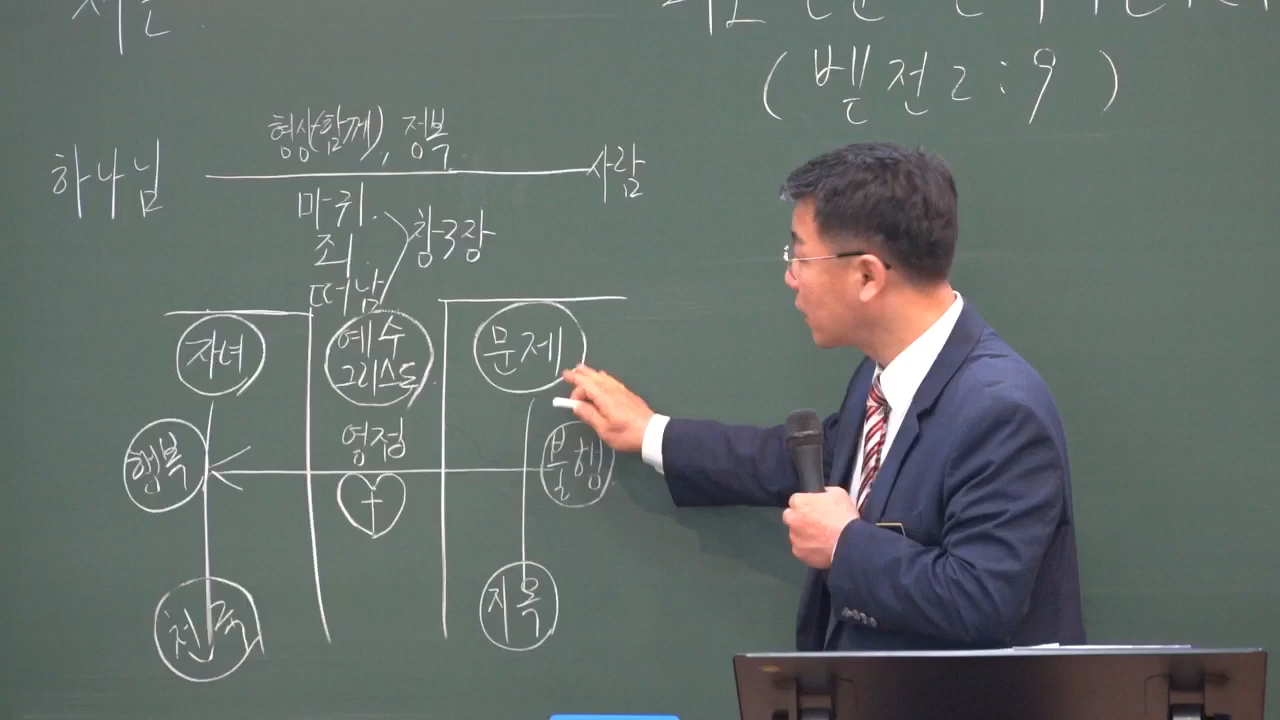 (벧전2:9)
형상(함께), 정복
하나님 사람
마귀
죄 창3장
떠남
자녀 예수 그리스도 문제
행복 영접 불행
천국 지옥